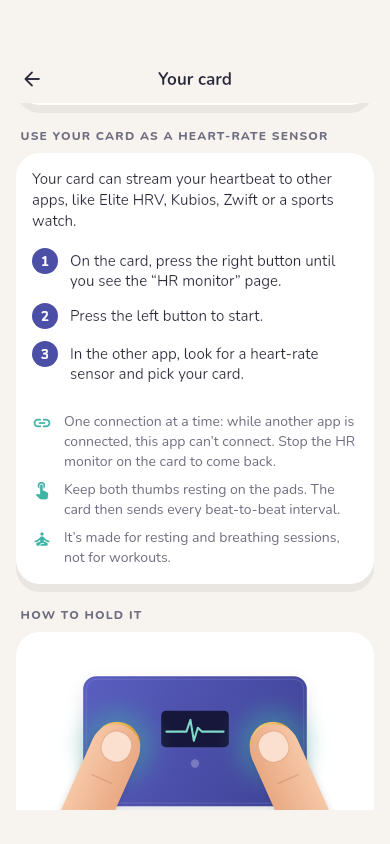 Your card
USE YOUR CARD AS A HEART-RATE SENSOR
Your card can stream your heartbeat to other
apps, like Elite HRV, Kubios, Zwift or a sports
watch.
1 On the card, press the right button until
you see the “HR monitor” page.
2 Press the left button to start.
3 In the other app, look for a heart-rate
sensor and pick your card.
One connection at a time: while another app is
connected, this app can’t connect. Stop the HR
monitor on the card to come back.
Keep both thumbs resting on the pads. The
card then sends every beat-to-beat interval.
It’s made for resting and breathing sessions,
not for workouts.
HOW TO HOLD IT